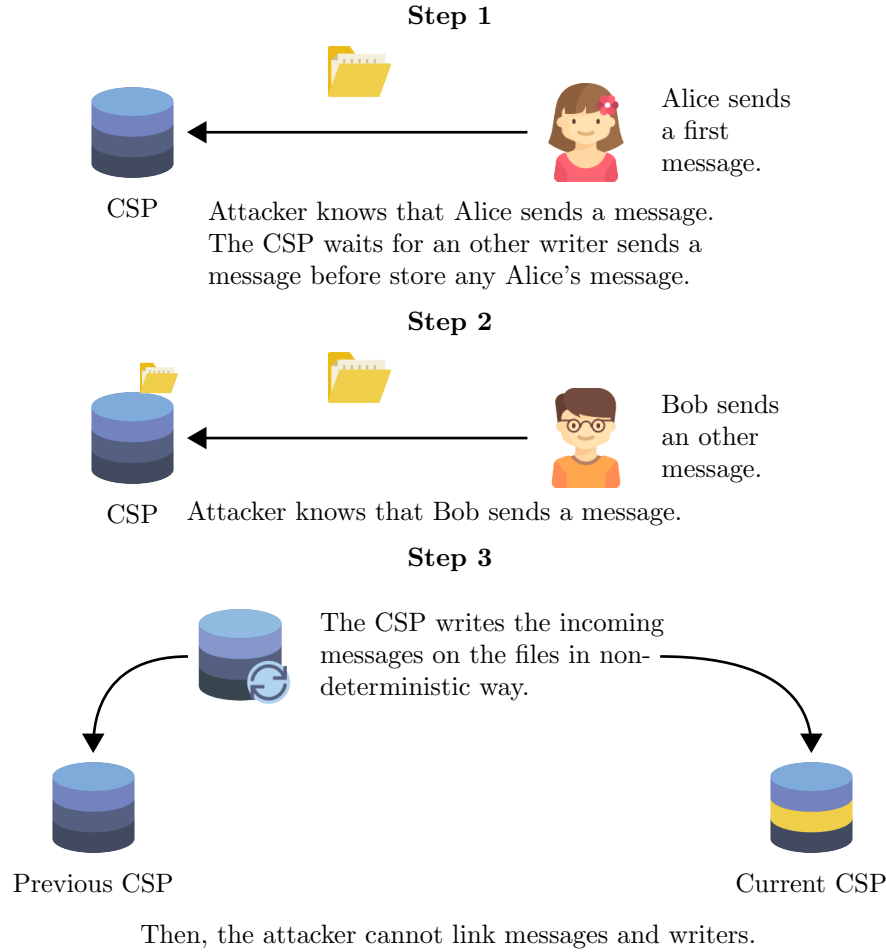 Step 1
Alice sends
a first
message.
CSP
Attacker knows that Alice sends a message.
The CSP waits for an other writer sends a
message before store any Alice's message.
Step 2
Bob sends
an other
message.
CSP
Attacker knows that Bob sends a message.
Step 3
The CSP writes the incoming
messages on the files in non-
deterministic way.
Previous CSP
Current CSP
Then, the attacker cannot link messages and writers.